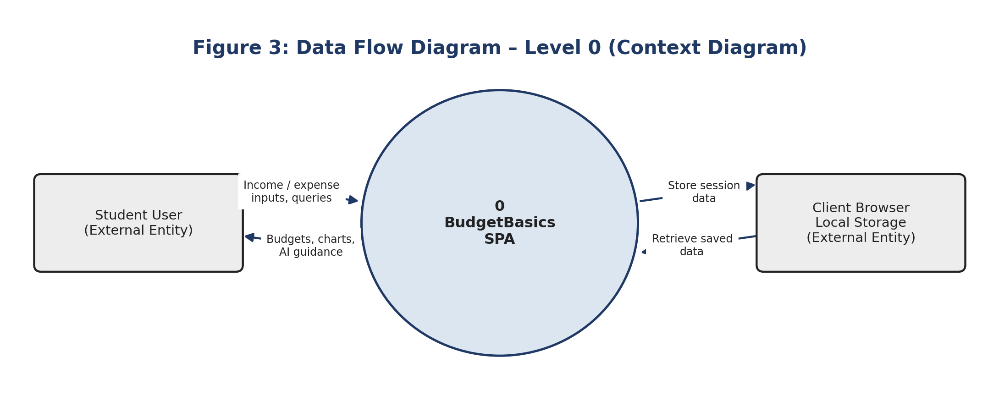 Figure 3: Data Flow Diagram – Level 0 (Context Diagram)
Student User
(External Entity)
Income / expense
inputs, queries
Budgets, charts,
AI guidance
0
BudgetBasics
SPA
Store session
data
Retrieve saved
data
Client Browser
Local Storage
(External Entity)